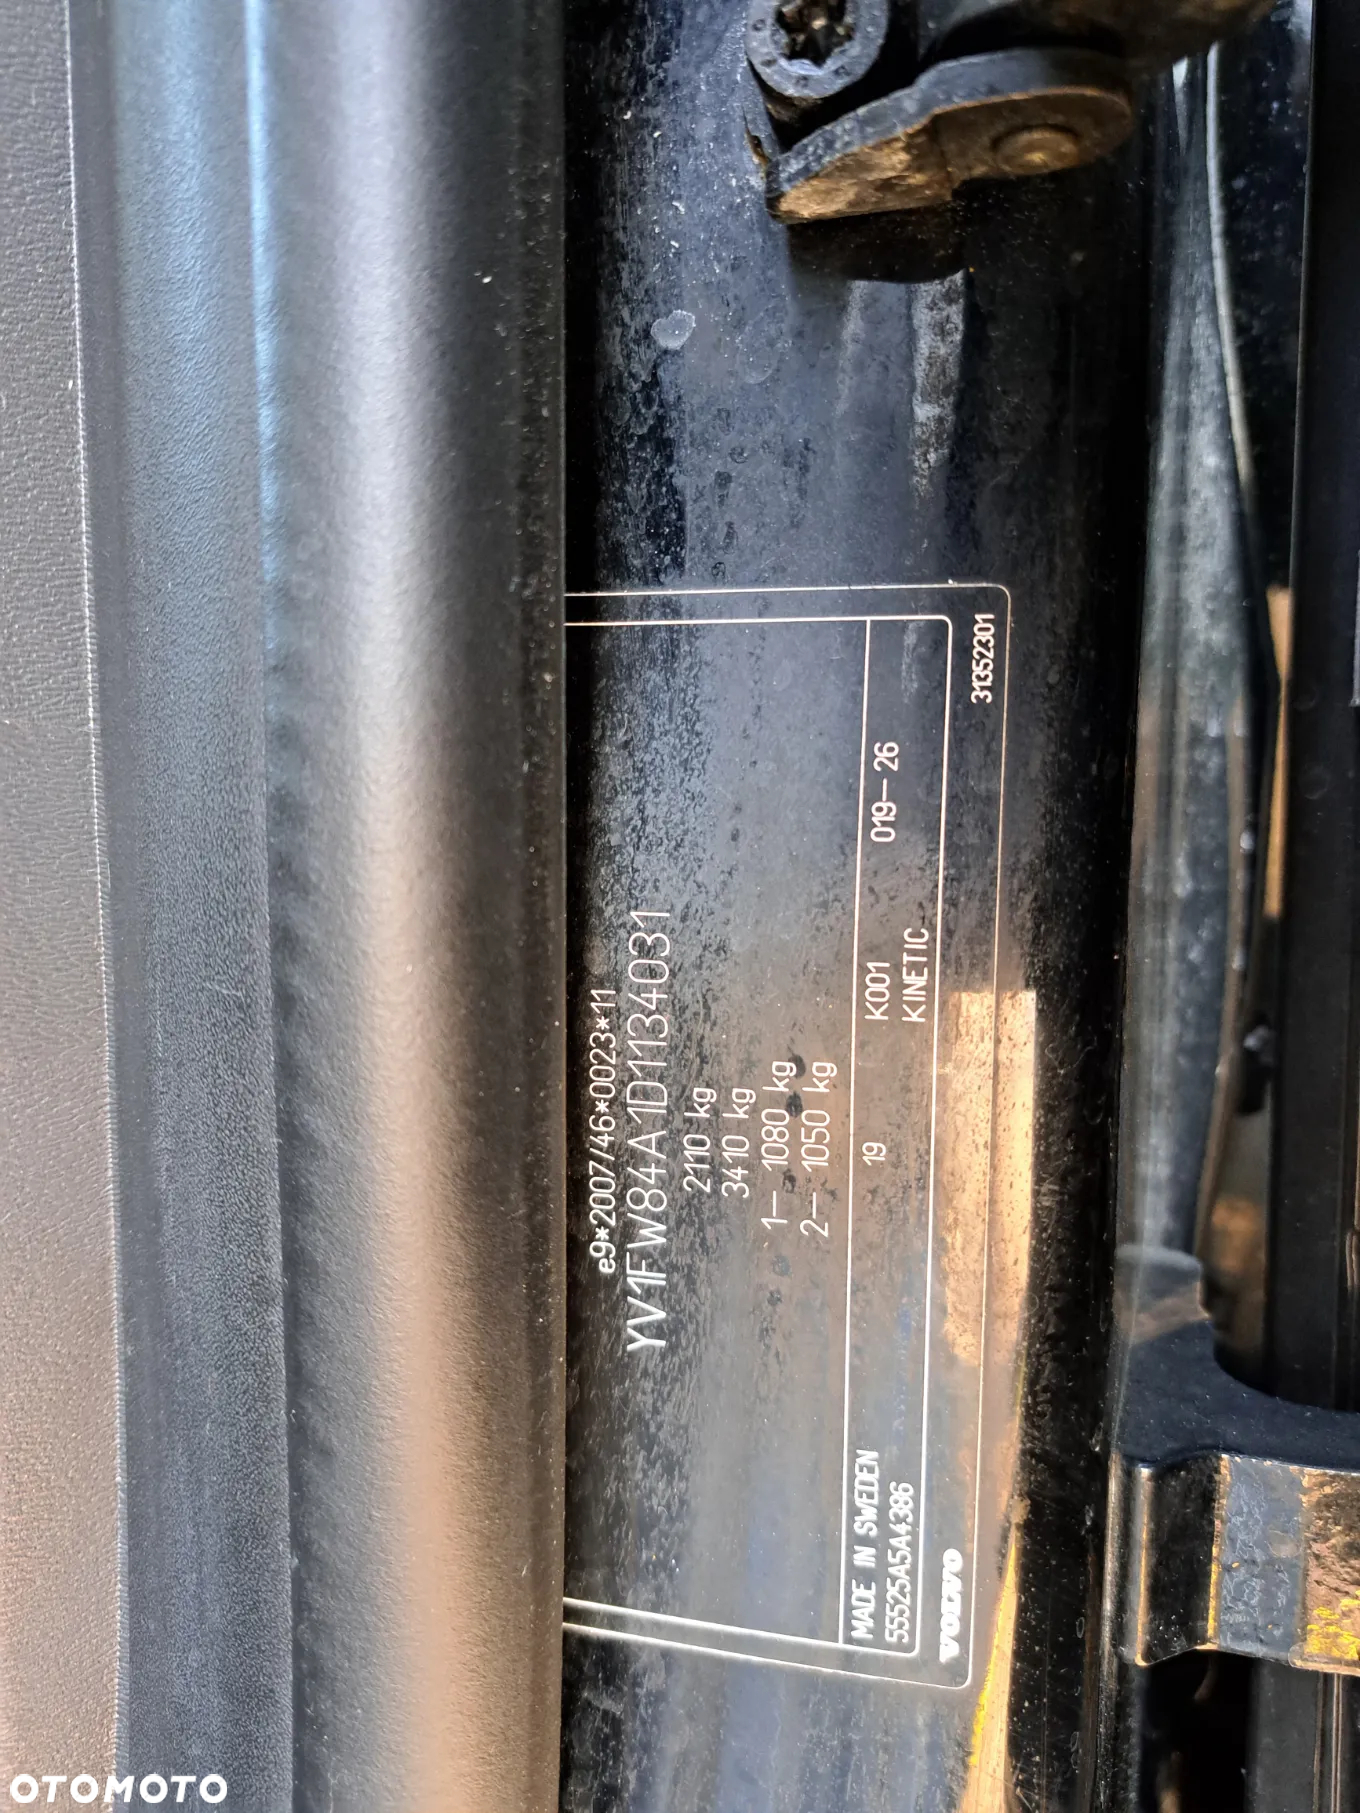 e9*2007/46*0023*11
YV1FW84A1D1134031
2110 kg
3410 kg
1— 1080 kg
2— 1050 kg
MADE IN SWEDEN 19 K001 019—26
55525A5A4386 KINETIC
VOLVO 31352301
OTOMOTO